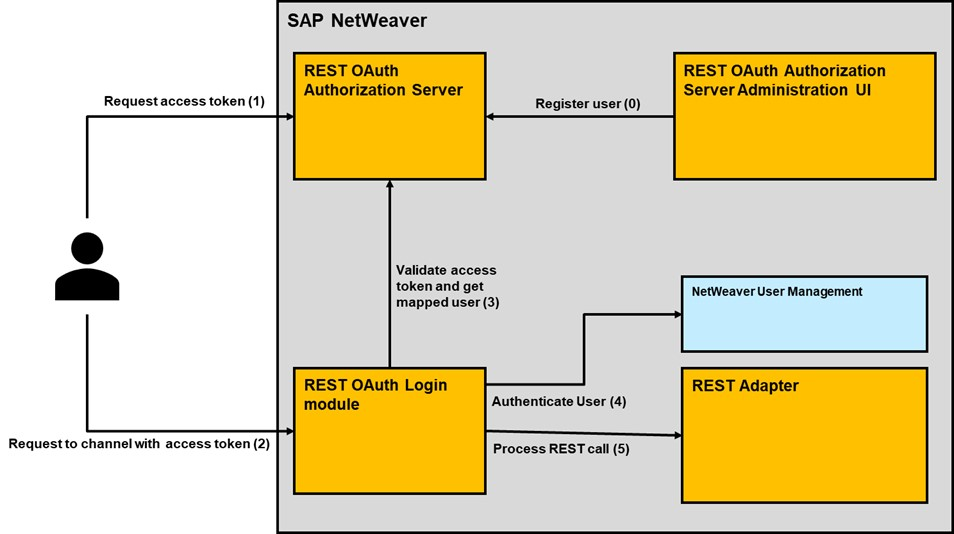 SAP NetWeaver
REST OAuth
Authorization Server
REST OAuth Authorization
Server Administration UI
Request access token (1)
Register user (0)
Validate access
token and get
mapped user (3)
NetWeaver User Management
REST OAuth Login
module
Authenticate User (4)
REST Adapter
Request to channel with access token (2)
Process REST call (5)